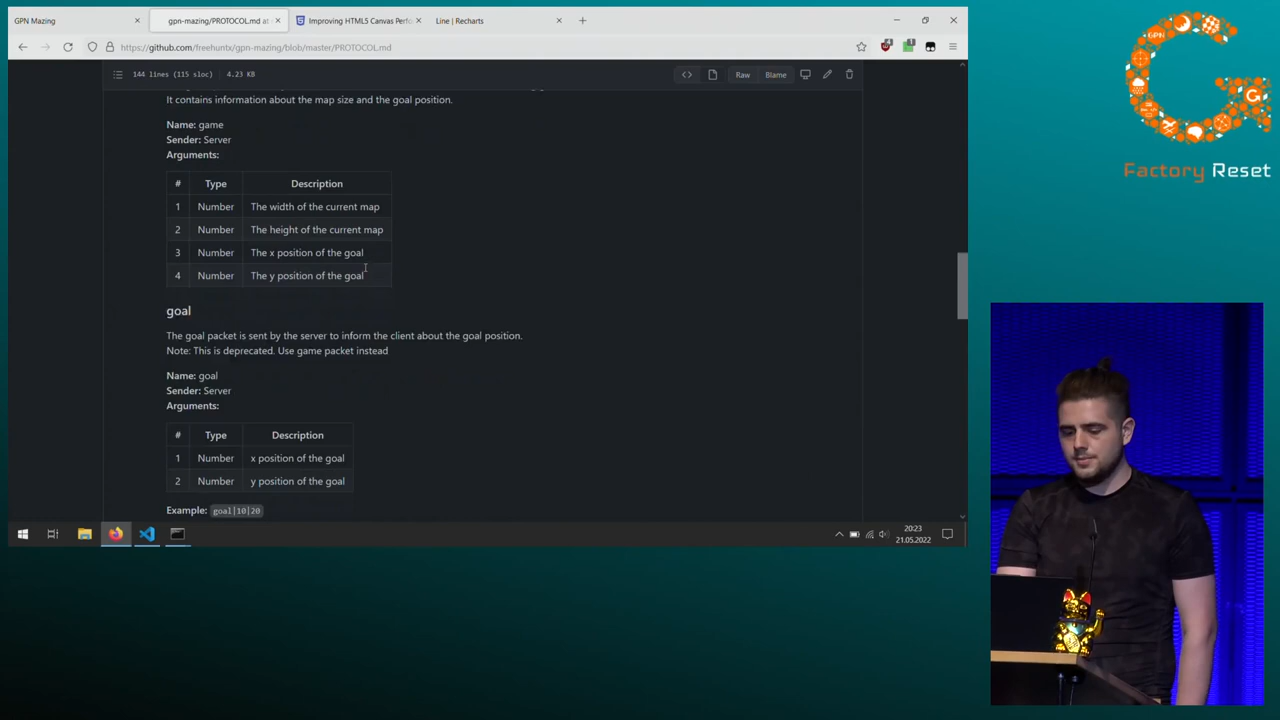 GPN Mazing
gpn-mazing/PROTOCOL.md at
Improving HTML5 Canvas Perfo
Line | Recharts
https://github.com/freehuntx/gpn-mazing/blob/master/PROTOCOL.md
144 lines (115 sloc)
4.23 KB
Raw
Blame
It contains information about the map size and the goal position.
Name: game
Sender: Server
Arguments:
# Type Description
1 Number The width of the current map
2 Number The height of the current map
3 Number The x position of the goal
4 Number The y position of the goal
goal
The goal packet is sent by the server to inform the client about the goal position.
Note: This is deprecated. Use game packet instead
Name: goal
Sender: Server
Arguments:
# Type Description
1 Number x position of the goal
2 Number y position of the goal
Example: goal|10|20
20:23
21.05.2022
GPN
Factory Reset